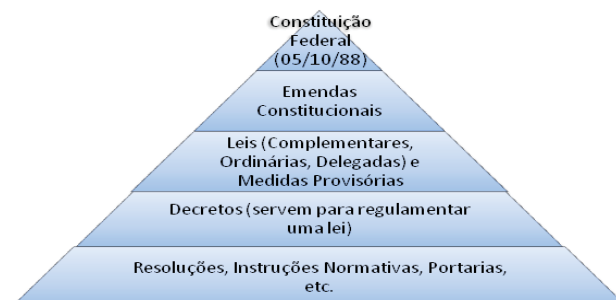 Constituição
Federal
(05/10/88)
Emendas
Constitucionais
Leis (Complementares,
Ordinárias, Delegadas) e
Medidas Provisórias
Decretos (servem para regulamentar
uma lei)
Resoluções, Instruções Normativas, Portarias,
etc.